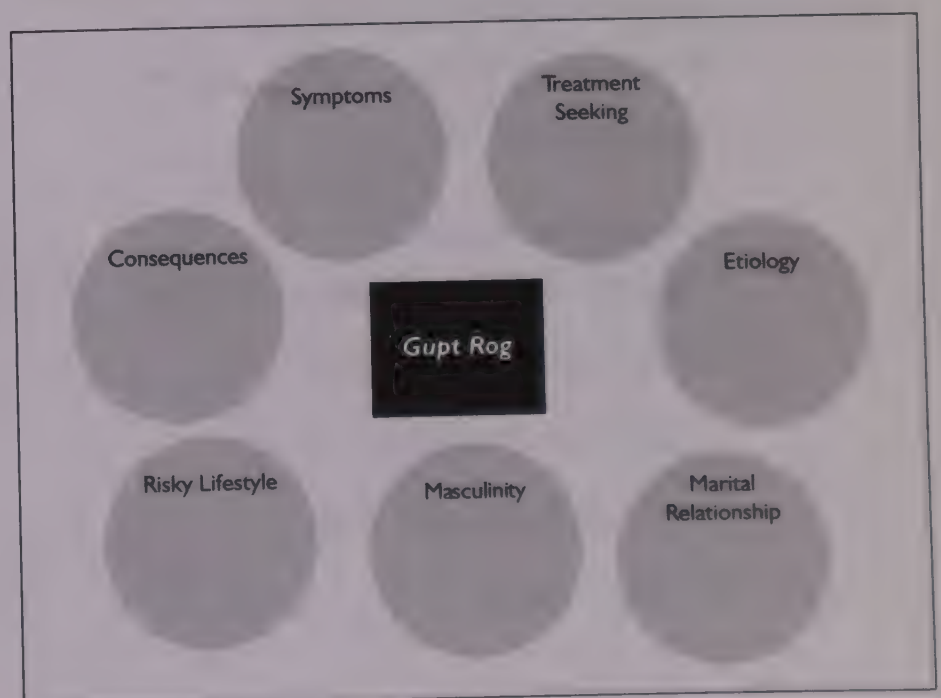 Symptoms
Treatment
Seeking
Consequences
Etiology
Gupt Rog
Risky Lifestyle
Masculinity
Marital
Relationship